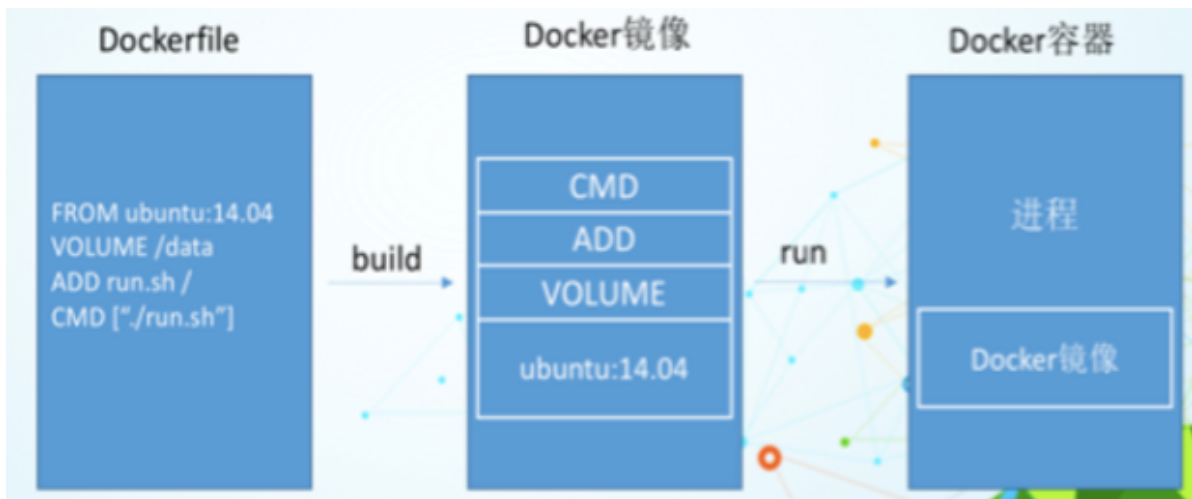 Dockerfile
FROM ubuntu:14.04
VOLUME /data
ADD run.sh /
CMD [“./run.sh”]
build
Docker镜像
CMD
ADD
VOLUME
ubuntu:14.04
run
Docker容器
进程
Docker镜像